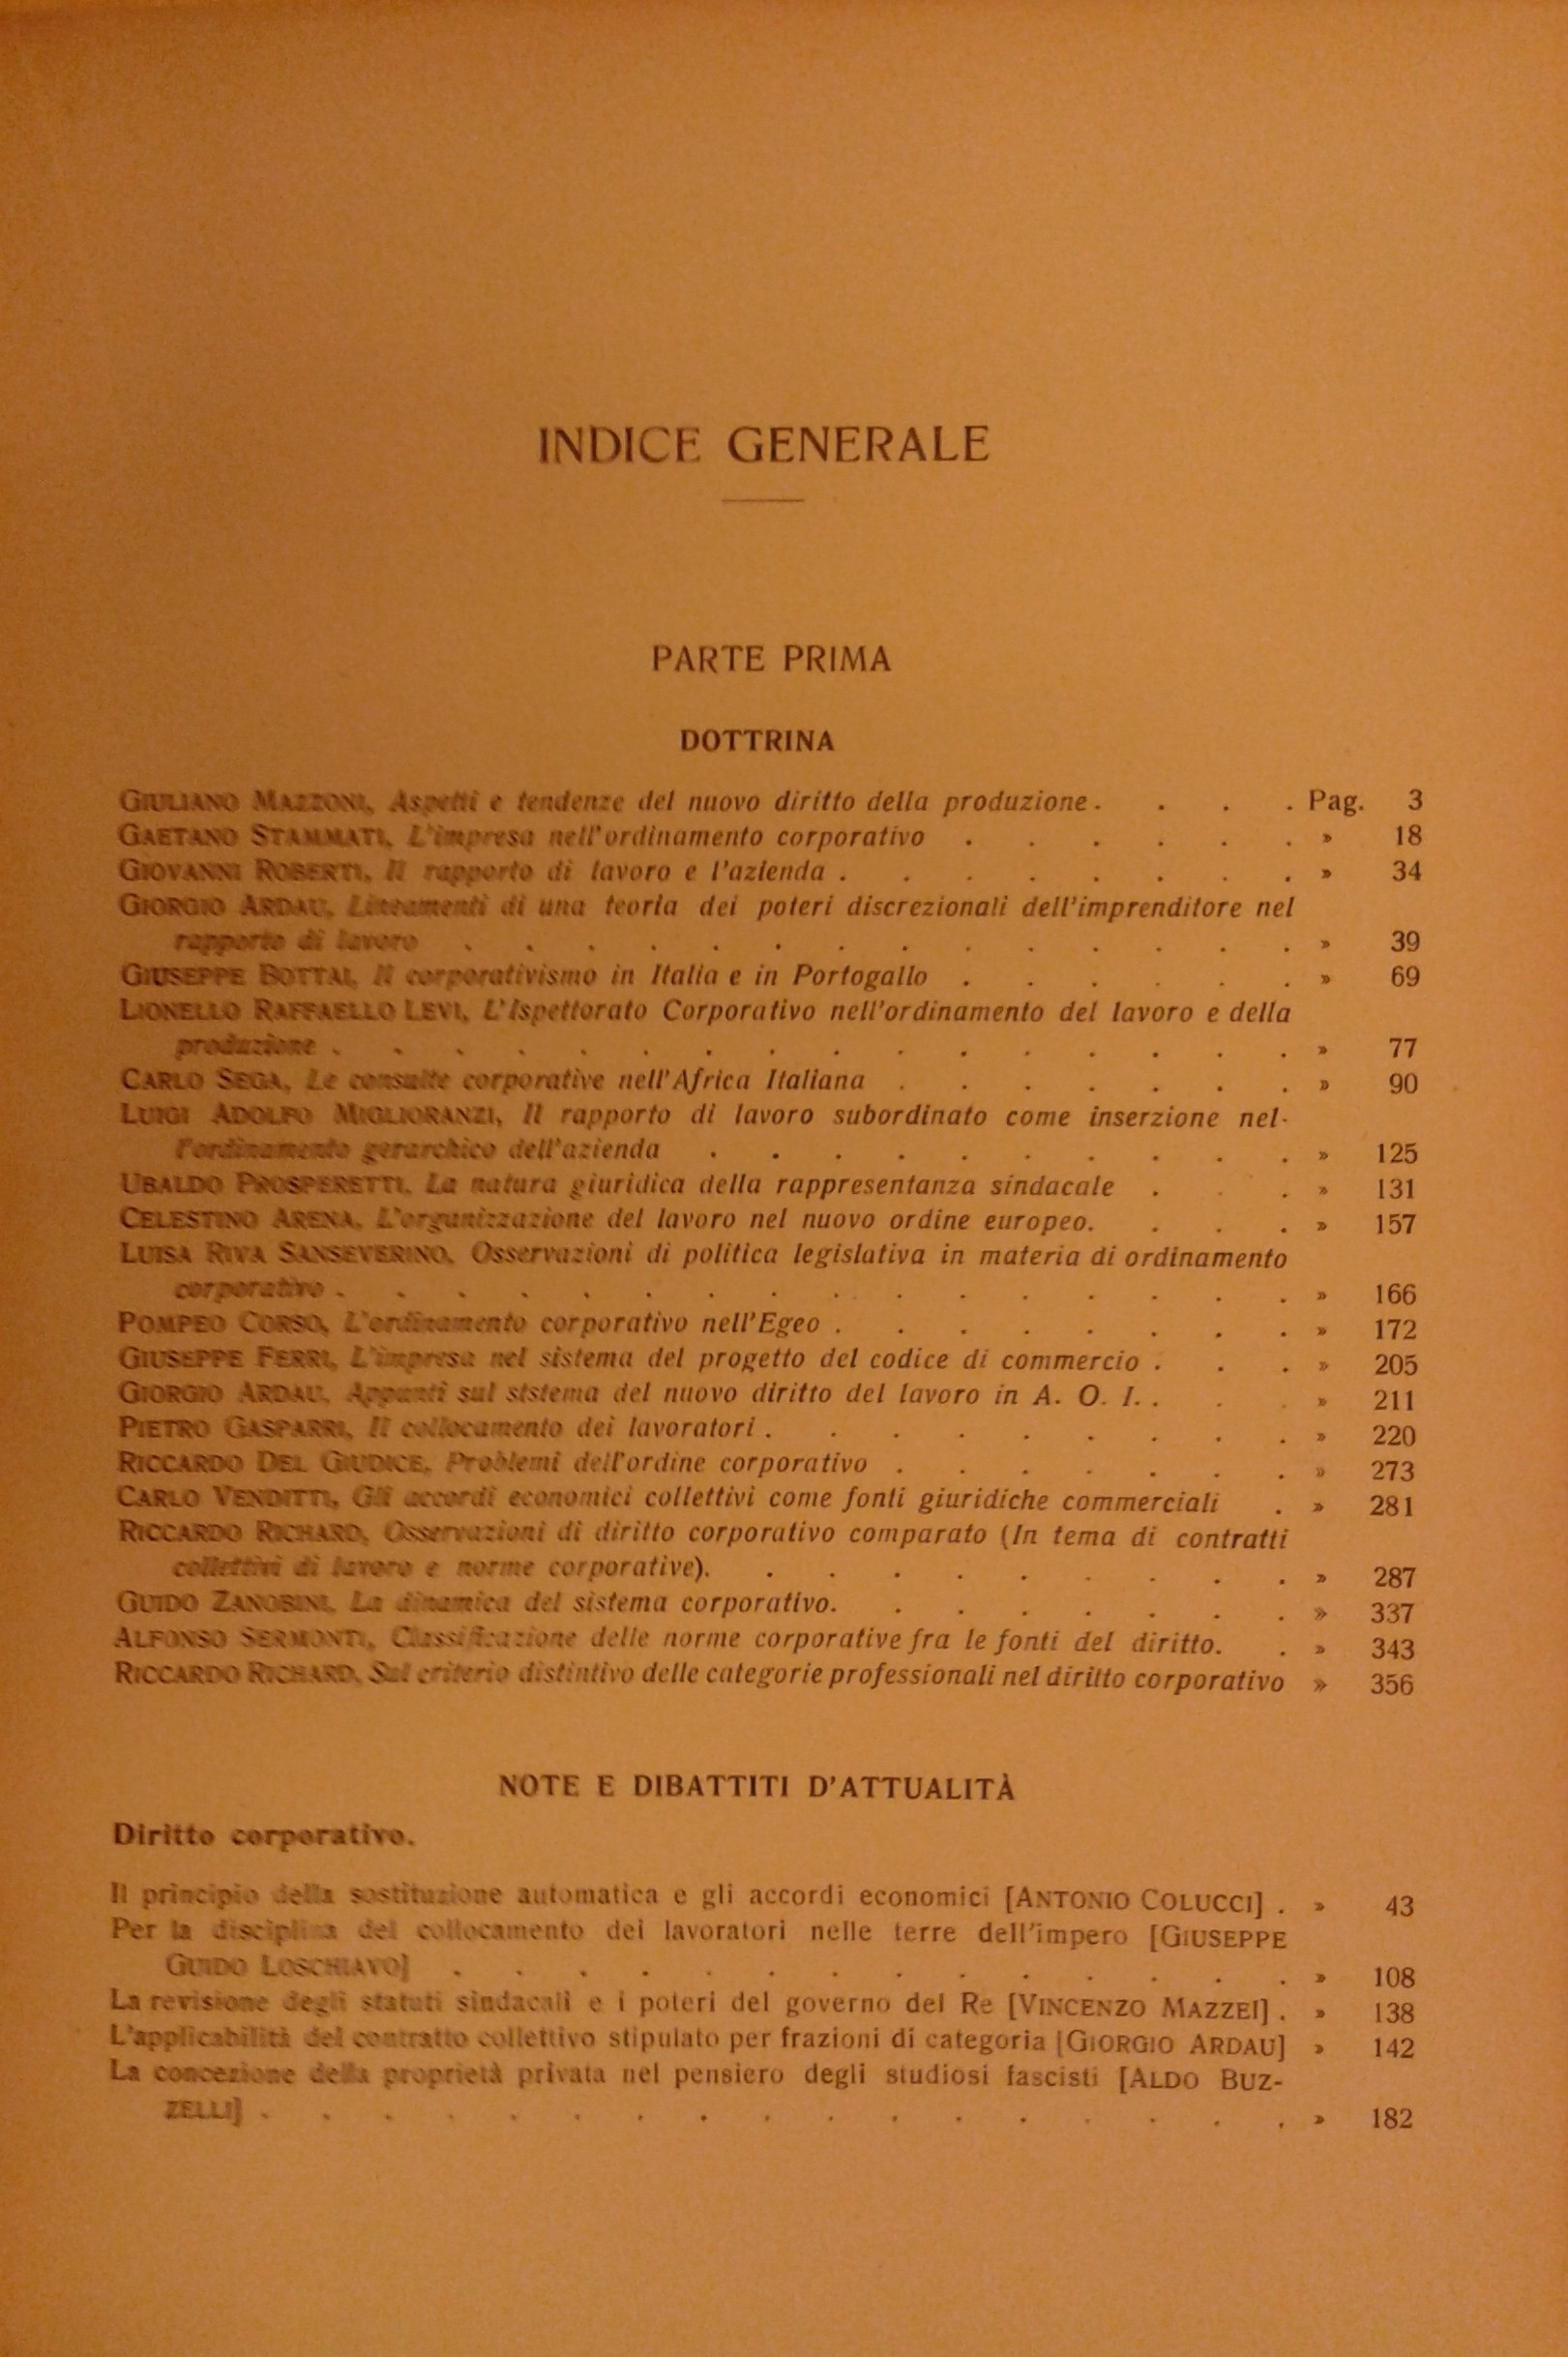 INDICE GENERALE
PARTE PRIMA
DOTTRINA
GIULIANO MAZZONI, Aspetti e tendenze del nuovo diritto della produzione . . . . Pag. 3
GAETANO STAMMATI, L'impresa nell'ordinamento corporativo . . . . . . » 18
GIOVANNI ROBERTI, Il rapporto di lavoro e l'azienda . . . . . . . . » 34
GIORGIO ARDAU, Lineamenti di una teoria dei poteri discrezionali dell'imprenditore nel
rapporto di lavoro . . . . . . . . . . . . . . » 39
GIUSEPPE BOTTAI, Il corporativismo in Italia e in Portogallo . . . . . . » 69
LIONELLO RAFFAELLO LEVI, L'Ispettorato Corporativo nell'ordinamento del lavoro e della
produzione . . . . . . . . . . . . . . . . » 77
CARLO SEGA, Le consulte corporative nell'Africa Italiana . . . . . . . » 90
LUIGI ADOLFO MIGLIORANZI, Il rapporto di lavoro subordinato come inserzione nel-
l'ordinamento gerarchico dell'azienda . . . . . . . . . . » 125
UBALDO PROSPERETTI, La natura giuridica della rappresentanza sindacale . . . » 131
CELESTINO ARENA, L'organizzazione del lavoro nel nuovo ordine europeo. . . . » 157
LUISA RIVA SANSEVERINO, Osservazioni di politica legislativa in materia di ordinamento
corporativo . . . . . . . . . . . . . . . . » 166
POMPEO CORSO, L'ordinamento corporativo nell'Egeo . . . . . . . . » 172
GIUSEPPE FERRI, L'impresa nel sistema del progetto del codice di commercio . . . » 205
GIORGIO ARDAU, Appunti sul sistema del nuovo diritto del lavoro in A. O. I. . . . » 211
PIETRO GASPARRI, Il collocamento dei lavoratori . . . . . . . . . » 220
RICCARDO DEL GIUDICE, Problemi dell'ordine corporativo . . . . . . . » 273
CARLO VENDITTI, Gli accordi economici collettivi come fonti giuridiche commerciali . » 281
RICCARDO RICHARD, Osservazioni di diritto corporativo comparato (In tema di contratti
collettivi di lavoro e norme corporative). . . . . . . . . . » 287
GUIDO ZANOBINI, La dinamica del sistema corporativo. . . . . . . . » 337
ALFONSO SERMONTI, Classificazione delle norme corporative fra le fonti del diritto. . » 343
RICCARDO RICHARD, Sul criterio distintivo delle categorie professionali nel diritto corporativo » 356
NOTE E DIBATTITI D'ATTUALITÀ
Diritto corporativo.
Il principio della sostituzione automatica e gli accordi economici [ANTONIO COLUCCI] . » 43
Per la disciplina del collocamento dei lavoratori nelle terre dell'impero [GIUSEPPE
GUIDO LOSCHIAVO] . . . . . . . . . . . . . . » 108
La revisione degli statuti sindacali e i poteri del governo del Re [VINCENZO MAZZEI] . » 138
L'applicabilità del contratto collettivo stipulato per frazioni di categoria [GIORGIO ARDAU] » 142
La concezione della proprietà privata nel pensiero degli studiosi fascisti [ALDO BUZ-
ZELLI] . . . . . . . . . . . . . . . . . » 182